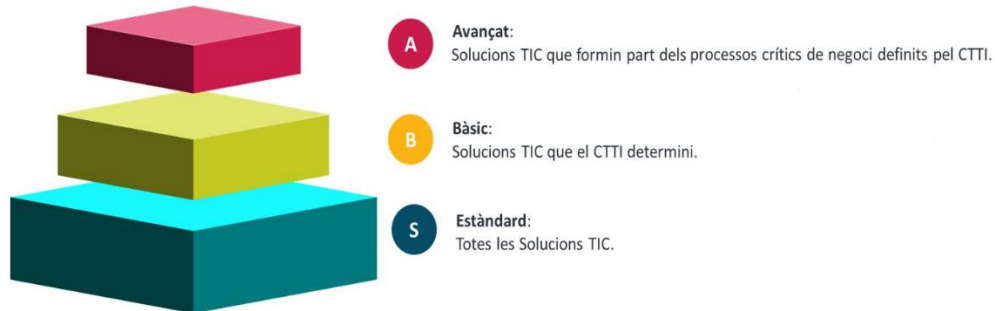 A
Avançat:
Solucions TIC que formin part dels processos crítics de negoci definits pel CTTI.
B
Bàsic:
Solucions TIC que el CTTI determini.
S
Estàndard:
Totes les Solucions TIC.